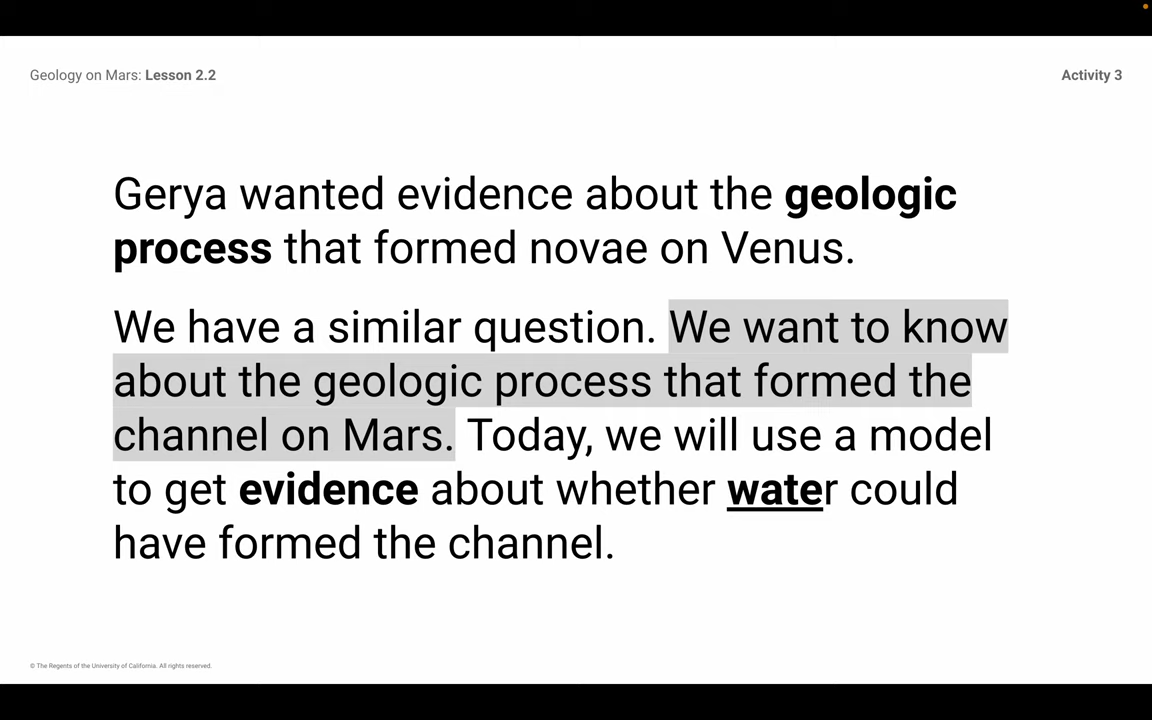 Geology on Mars: Lesson 2.2
Activity 3
Gerya wanted evidence about the geologic
process that formed novae on Venus.
We have a similar question. We want to know
about the geologic process that formed the
channel on Mars. Today, we will use a model
to get evidence about whether water could
have formed the channel.
© The Regents of the University of California. All rights reserved.